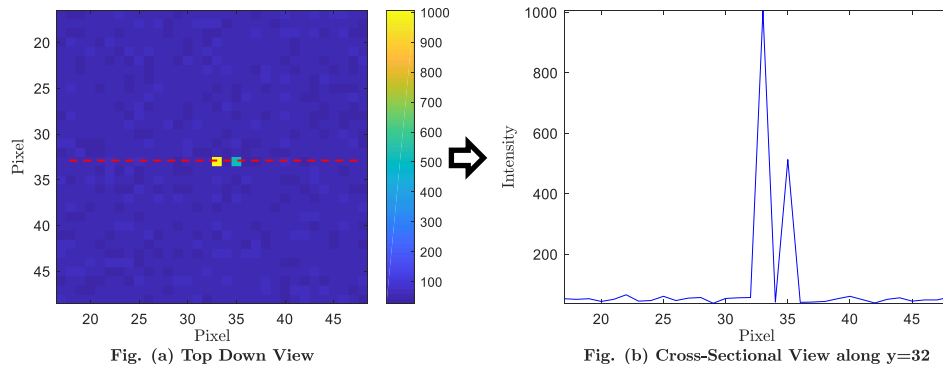 20
25
30
35
40
45
Pixel
20 25 30 35 40 45
Pixel
Fig. (a) Top Down View
1000
900
800
700
600
500
400
300
200
100
1000
800
600
400
200
Intensity
20 25 30 35 40 45
Pixel
Fig. (b) Cross-Sectional View along y=32